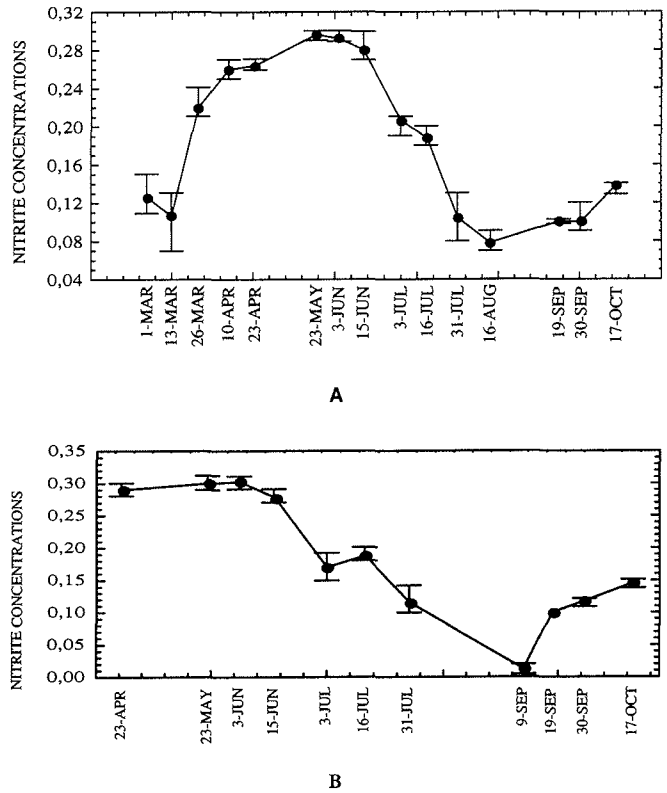 NITRITE CONCENTRATIONS
0,32
0,28
0,24
0,20
0,16
0,12
0,08
0,04
1-MAR
13-MAR
26-MAR
10-APR
23-APR
23-MAY
3-JUN
15-JUN
3-JUL
16-JUL
31-JUL
16-AUG
19-SEP
30-SEP
17-OCT
A
NITRITE CONCENTRATIONS
0,35
0,30
0,25
0,20
0,15
0,10
0,05
0,00
23-APR
23-MAY
3-JUN
15-JUN
3-JUL
16-JUL
31-JUL
9-SEP
19-SEP
30-SEP
17-OCT
B